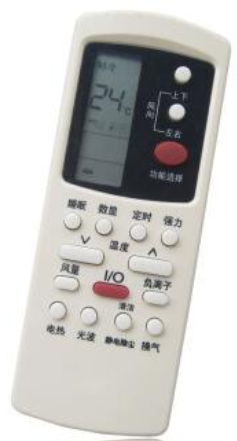 制冷
24℃
上下
风向
左右
功能选择
睡眠 数显 定时 强力
∨ 温度 ∧
风量 I/O 负离子
清洁
电热 光波 静电除尘 换气